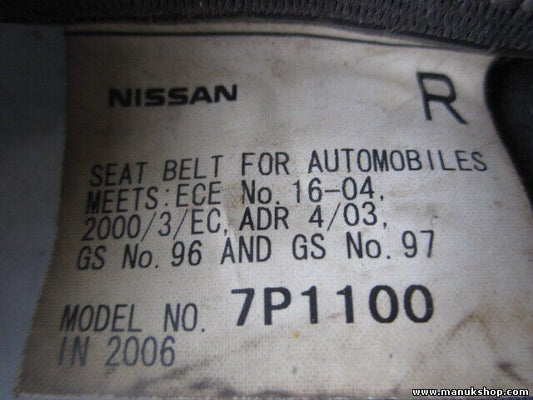 NISSAN
R
SEAT BELT FOR AUTOMOBILES
MEETS:ECE No. 16-04,
2000/3/EC, ADR 4/03,
GS No. 96 AND GS No. 97
MODEL NO. 7P1100
IN 2006
www.manukshop.com